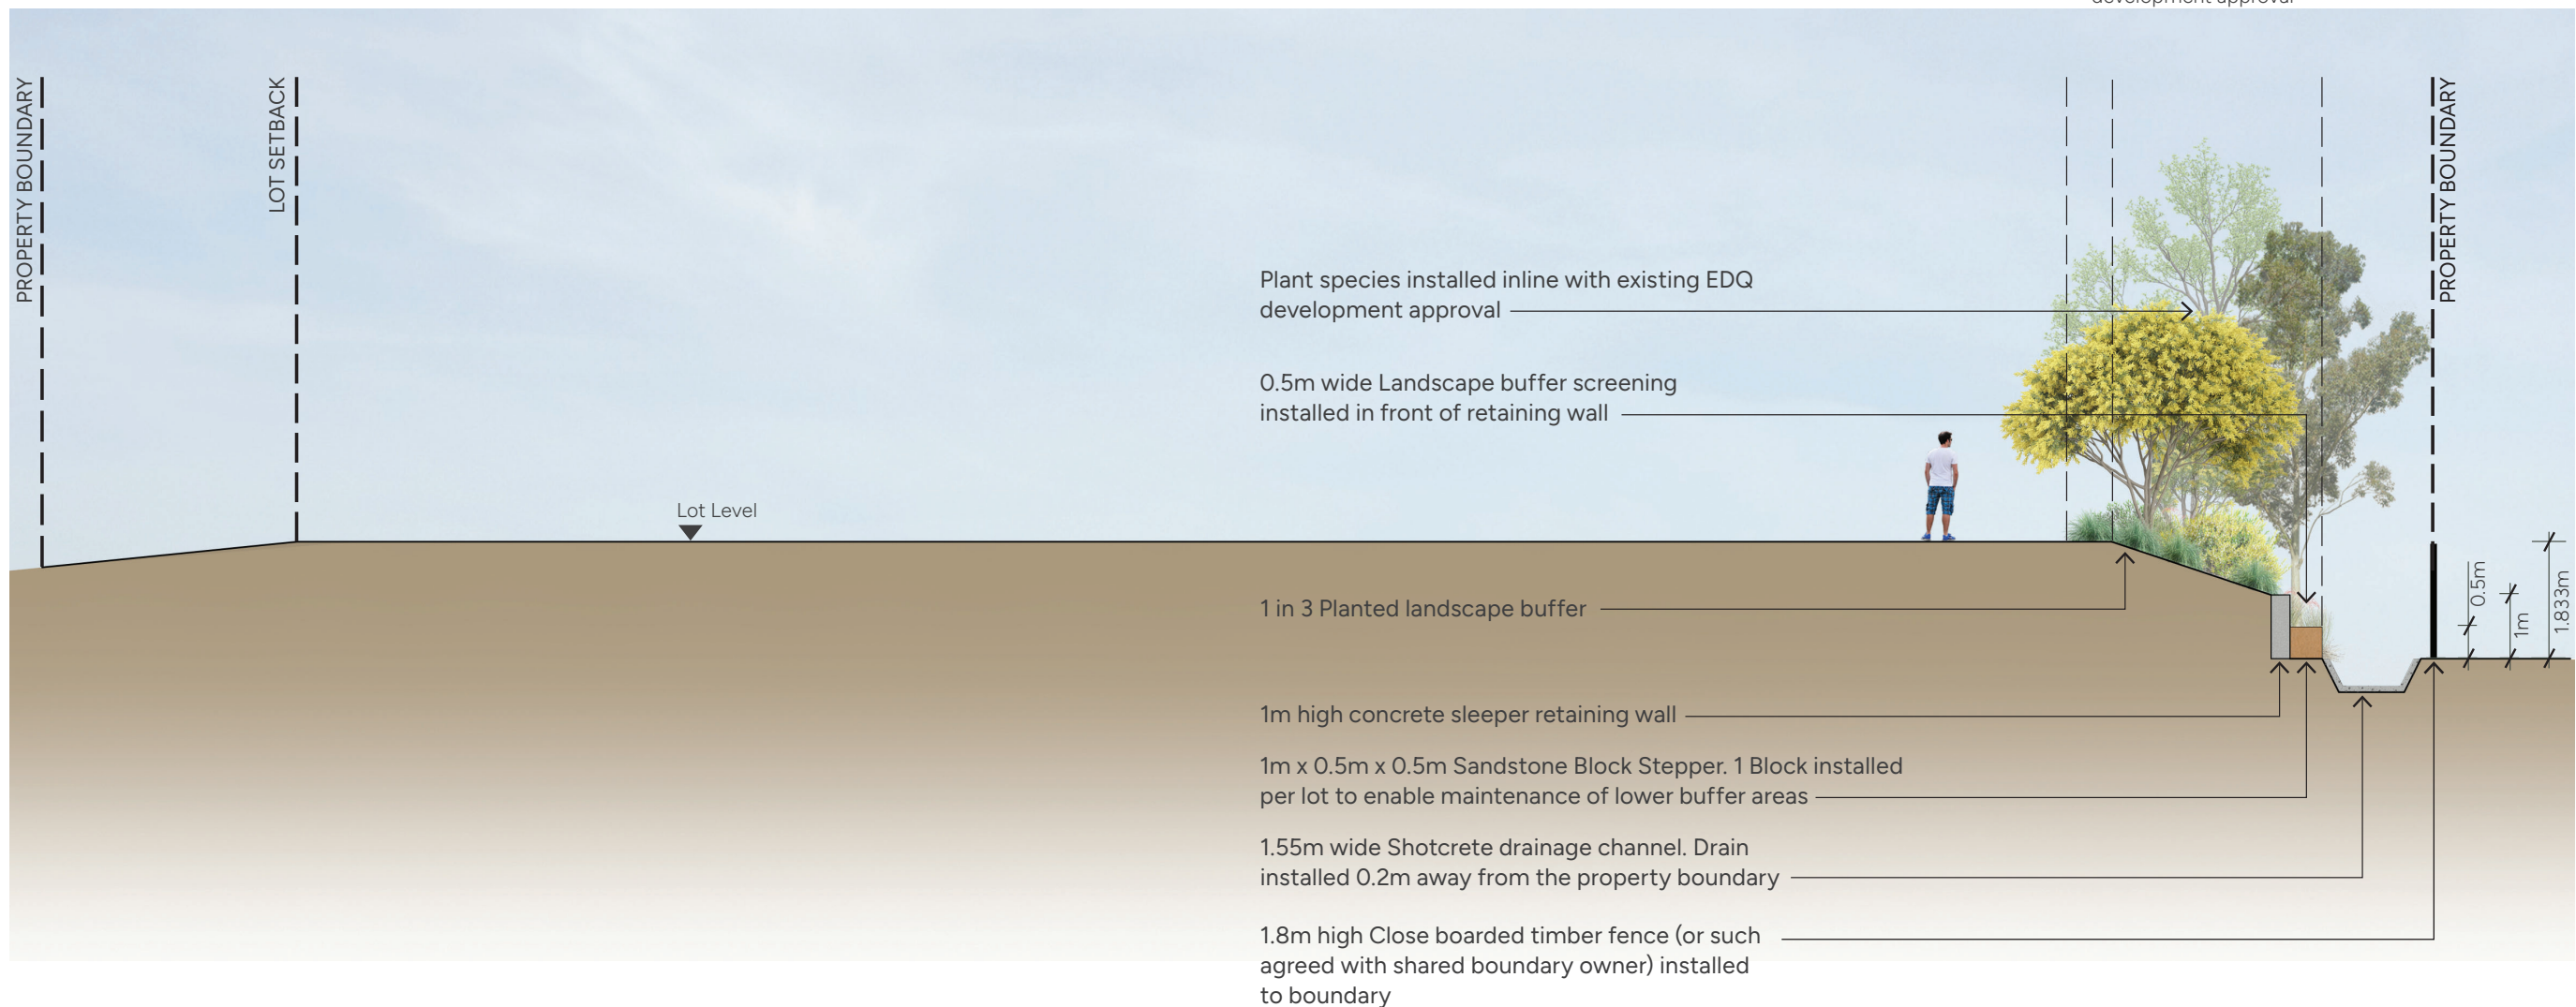 development approval
PROPERTY BOUNDARY
LOT SETBACK
PROPERTY BOUNDARY
Plant species installed inline with existing EDQ
development approval
0.5m wide Landscape buffer screening
installed in front of retaining wall
Lot Level
1 in 3 Planted landscape buffer
0.5m
1m
1.833m
1m high concrete sleeper retaining wall
1m x 0.5m x 0.5m Sandstone Block Stepper. 1 Block installed
per lot to enable maintenance of lower buffer areas
1.55m wide Shotcrete drainage channel. Drain
installed 0.2m away from the property boundary
1.8m high Close boarded timber fence (or such
agreed with shared boundary owner) installed
to boundary